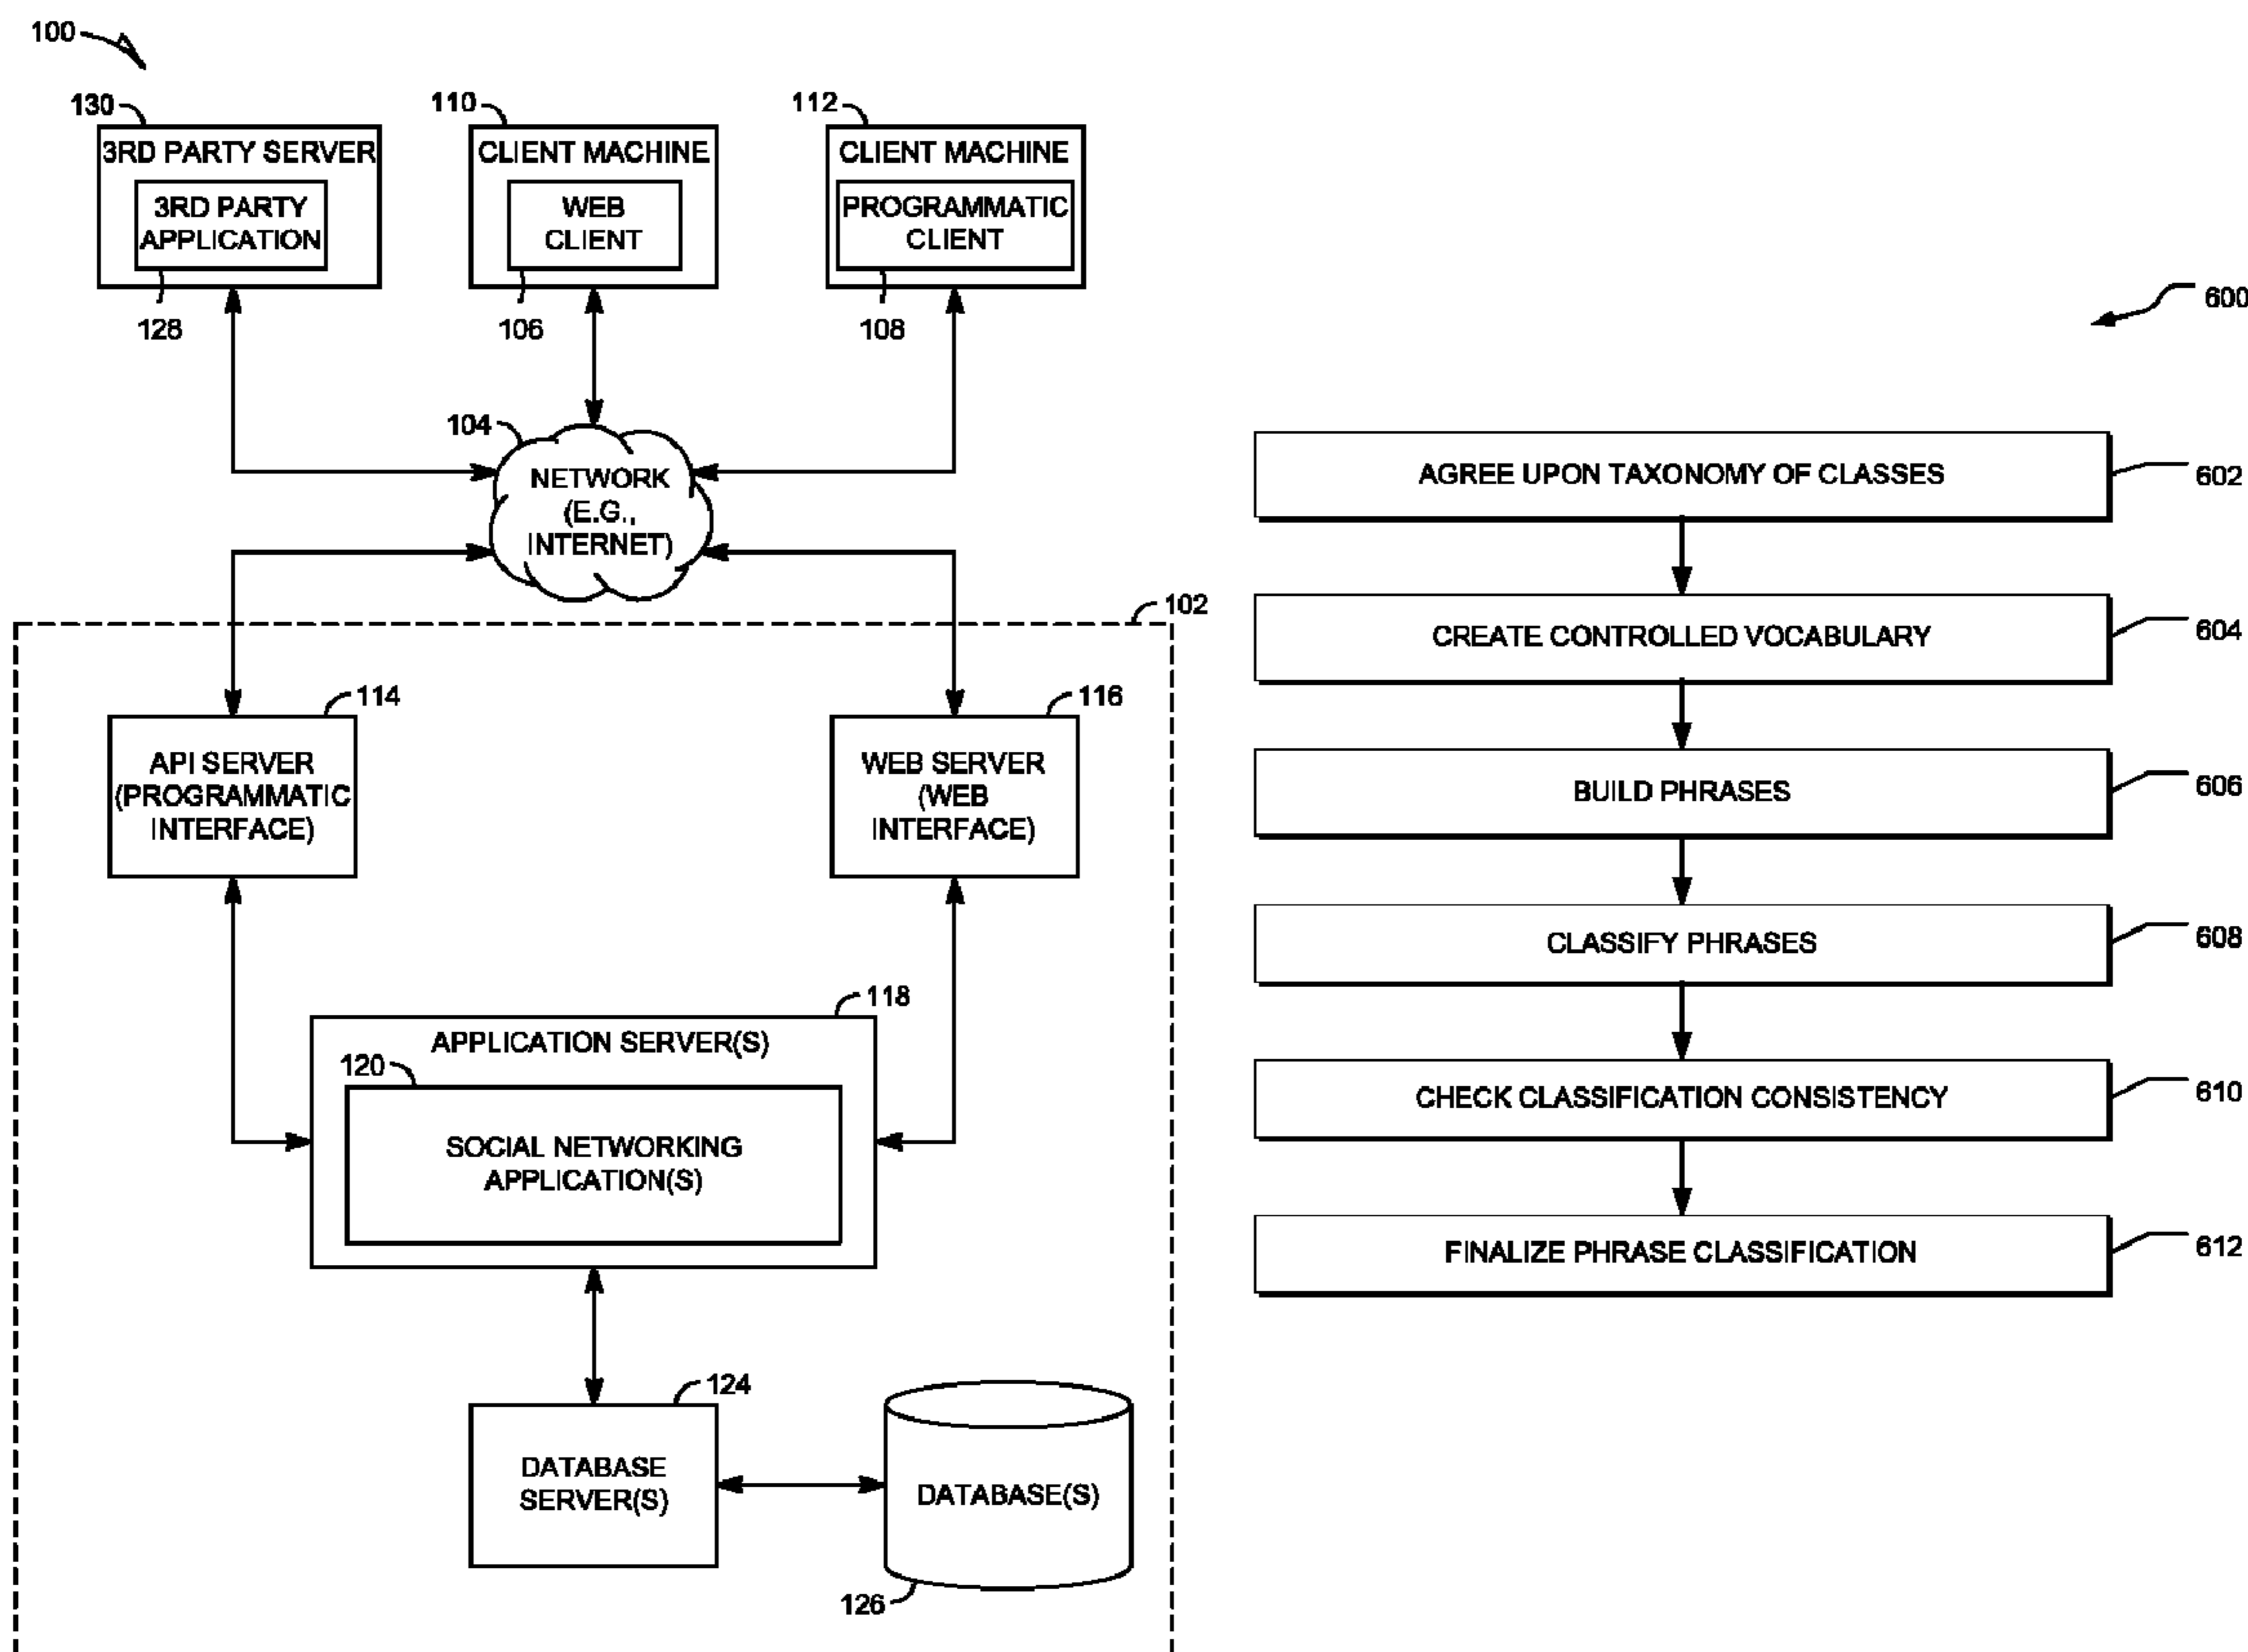 100
130
3RD PARTY SERVER
3RD PARTY
APPLICATION
128
110
CLIENT MACHINE
WEB
CLIENT
106
112
CLIENT MACHINE
PROGRAMMATIC
CLIENT
108
104
NETWORK
(E.G.,
INTERNET)
102
114
API SERVER
(PROGRAMMATIC
INTERFACE)
116
WEB SERVER
(WEB
INTERFACE)
118
APPLICATION SERVER(S)
120
SOCIAL NETWORKING
APPLICATION(S)
124
DATABASE
SERVER(S)
DATABASE(S)
126
600
AGREE UPON TAXONOMY OF CLASSES
602
CREATE CONTROLLED VOCABULARY
604
BUILD PHRASES
606
CLASSIFY PHRASES
608
CHECK CLASSIFICATION CONSISTENCY
610
FINALIZE PHRASE CLASSIFICATION
612